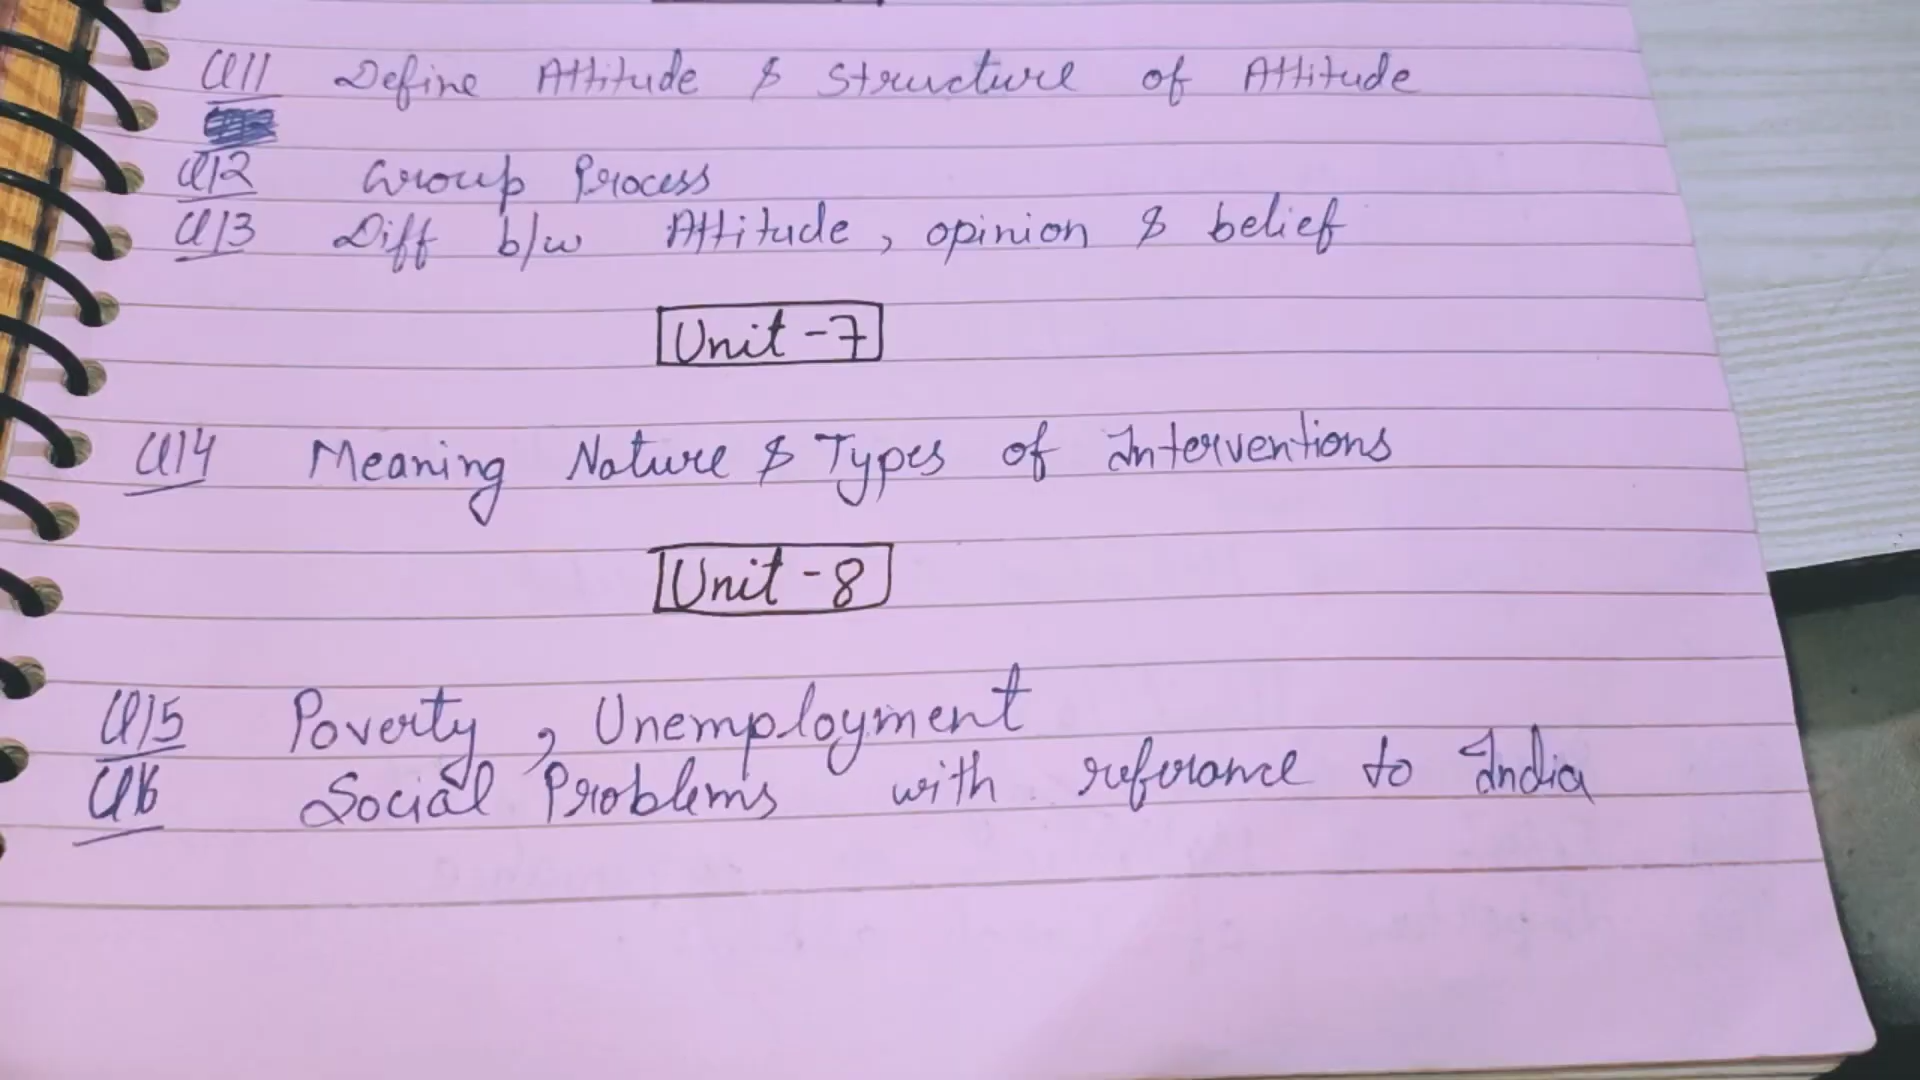 Q11 Define Attitude & Structure of Attitude
Q12 Group Process
Q13 Diff b/w Attitude, opinion & belief
Unit-7
Q14 Meaning Nature & Types of Interventions
Unit-8
Q15 Poverty, Unemployment
Q16 Social Problems with referance to India